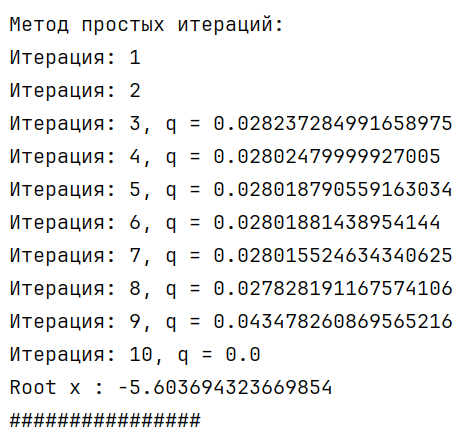 Метод простых итераций:
Итерация: 1
Итерация: 2
Итерация: 3, q = 0.028237284991658975
Итерация: 4, q = 0.02802479999927005
Итерация: 5, q = 0.028018790559163034
Итерация: 6, q = 0.02801881438954144
Итерация: 7, q = 0.028015524634340625
Итерация: 8, q = 0.027828191167574106
Итерация: 9, q = 0.043478260869565216
Итерация: 10, q = 0.0
Root x : -5.603694323669854
################